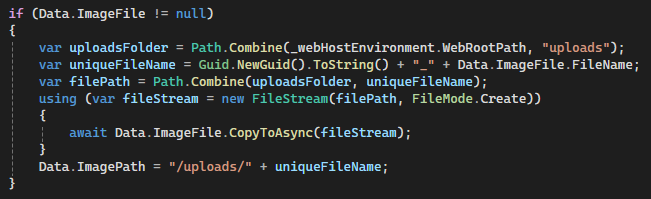 if (Data.ImageFile != null)
{
var uploadsFolder = Path.Combine(_webHostEnvironment.WebRootPath, "uploads");
var uniqueFileName = Guid.NewGuid().ToString() + "_" + Data.ImageFile.FileName;
var filePath = Path.Combine(uploadsFolder, uniqueFileName);
using (var fileStream = new FileStream(filePath, FileMode.Create))
{
await Data.ImageFile.CopyToAsync(fileStream);
}
Data.ImagePath = "/uploads/" + uniqueFileName;
}